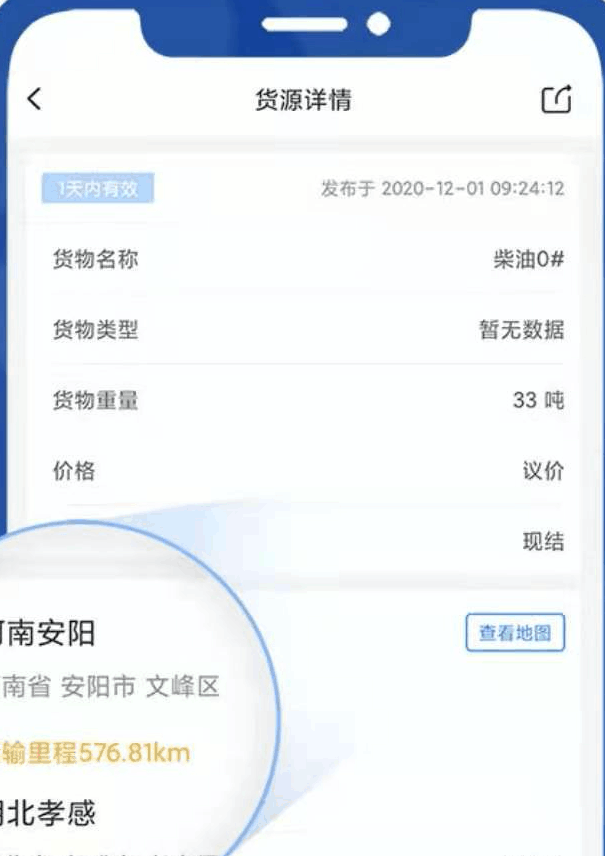 货源详情
1天内有效 发布于 2020-12-01 09:24:12
货物名称 柴油0#
货物类型 暂无数据
货物重量 33 吨
价格 议价
现结
南安阳 查看地图
南省 安阳市 文峰区
输里程576.81km
北孝感